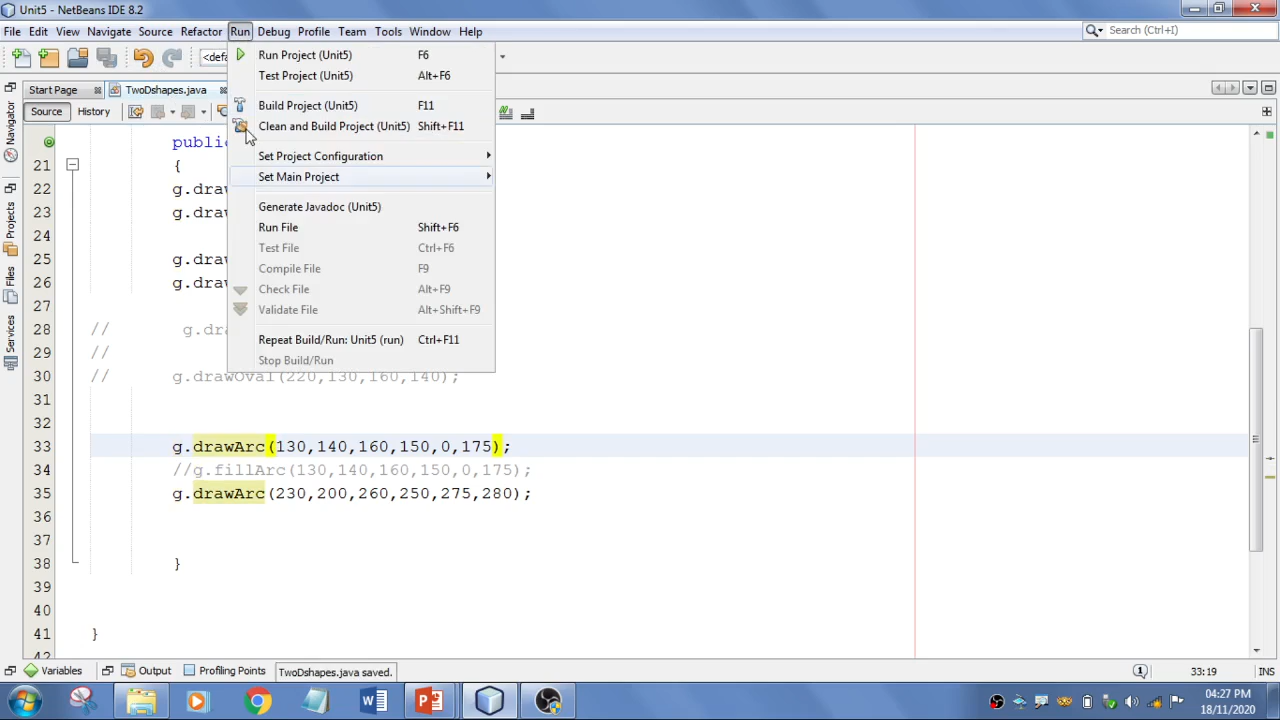 Unit5 - NetBeans IDE 8.2
File Edit View Navigate Source Refactor Run Debug Profile Team Tools Window Help
Search (Ctrl+I)
<defa
Run Project (Unit5) F6
Test Project (Unit5) Alt+F6
Build Project (Unit5) F11
Clean and Build Project (Unit5) Shift+F11
Set Project Configuration
Set Main Project
Generate Javadoc (Unit5)
Run File Shift+F6
Test File Ctrl+F6
Compile File F9
Check File Alt+F9
Validate File Alt+Shift+F9
Repeat Build/Run: Unit5 (run) Ctrl+F11
Stop Build/Run
Start Page TwoDshapes.java
Source History
Navigator
Projects
Files
Services
public
21 {
22 g.draw
23 g.draw
24
25 g.draw
26 g.draw
27
28 // g.dra
29 //
30 // g.drawOval(220,130,160,140);
31
32
33 g.drawArc(130,140,160,150,0,175);
34 //g.fillArc(130,140,160,150,0,175);
35 g.drawArc(230,200,260,250,275,280);
36
37
38 }
39
40
41 }
42
Variables Output Profiling Points TwoDshapes.java saved. 33:19 INS
04:27 PM
18/11/2020